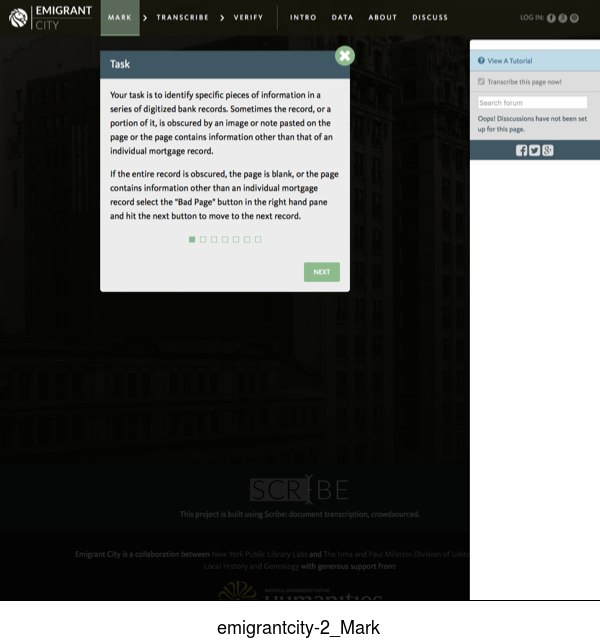 EMIGRANT
CITY
MARK
TRANSCRIBE
VERIFY
INTRO
DATA
ABOUT
DISCUSS
LOG IN:
Task
Your task is to identify specific pieces of information in a
series of digitized bank records. Sometimes the record, or a
portion of it, is obscured by an image or note pasted on the
page or the page contains information other than that of an
individual mortgage record.
If the entire record is obscured, the page is blank, or the page
contains information other than an individual mortgage
record select the "Bad Page" button in the right hand pane
and hit the next button to move to the next record.
NEXT
View A Tutorial
Transcribe this page now!
Search forum
Oops! Disscussions have not been set
up for this page.
SCRIBE
This project is built using Scribe: document transcription, crowdsourced.
Emigrant City is a collaboration between New York Public Library Labs and The Irma and Paul Milstein Division of Unite
Local History and Genealogy with generous support from:
NATIONAL ENDOWMENT FOR THE
Humanities
emigrantcity-2_Mark